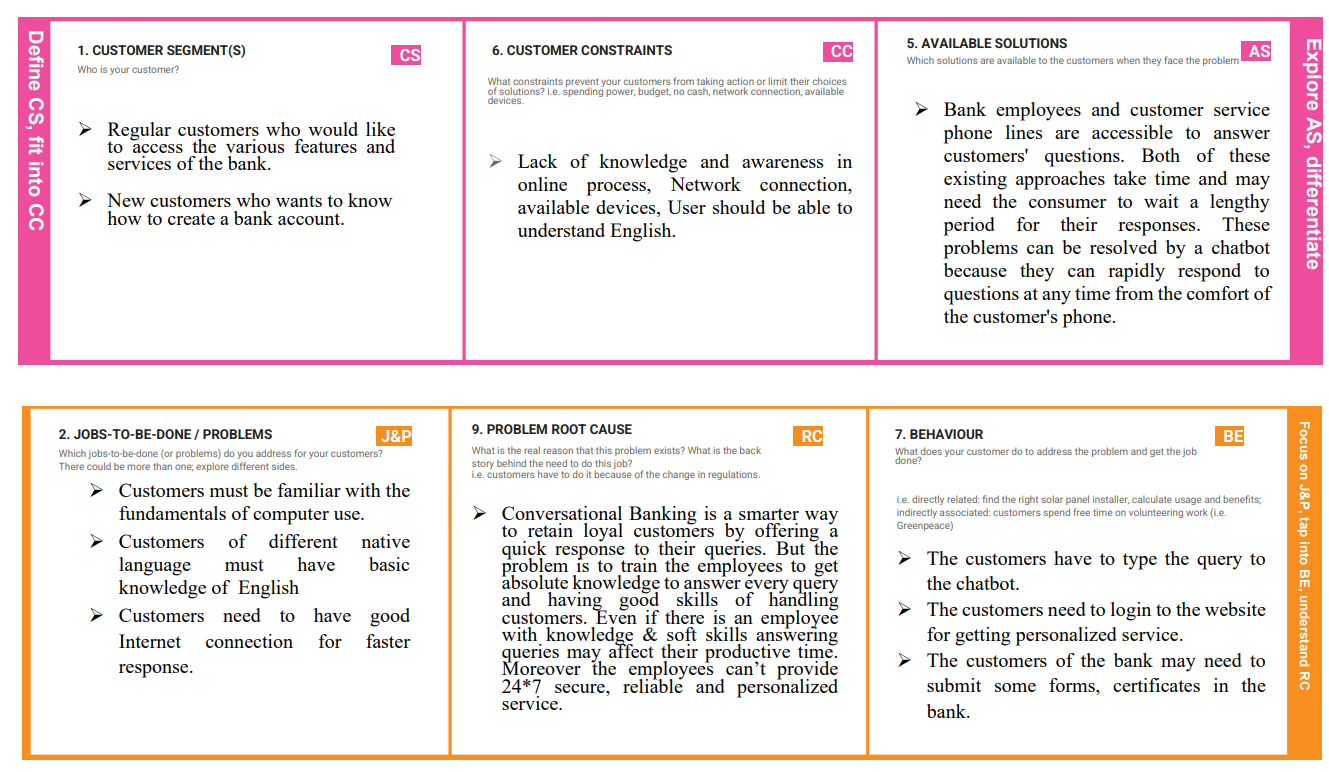 Define CS, fit into CC
1. CUSTOMER SEGMENT(S)
CS
Who is your customer?
➢ Regular customers who would like
to access the various features and
services of the bank.
➢ New customers who wants to know
how to create a bank account.
6. CUSTOMER CONSTRAINTS
CC
What constraints prevent your customers from taking action or limit their choices
of solutions? i.e. spending power, budget, no cash, network connection, available
devices.
➢ Lack of knowledge and awareness in
online process, Network connection,
available devices, User should be able to
understand English.
5. AVAILABLE SOLUTIONS
AS
Which solutions are available to the customers when they face the problem
➢ Bank employees and customer service
phone lines are accessible to answer
customers' questions. Both of these
existing approaches take time and may
need the consumer to wait a lengthy
period for their responses. These
problems can be resolved by a chatbot
because they can rapidly respond to
questions at any time from the comfort of
the customer's phone.
Explore AS, differentiate
2. JOBS-TO-BE-DONE / PROBLEMS
J&P
Which jobs-to-be-done (or problems) do you address for your customers?
There could be more than one; explore different sides.
➢ Customers must be familiar with the
fundamentals of computer use.
➢ Customers of different native
language must have basic
knowledge of English
➢ Customers need to have good
Internet connection for faster
response.
9. PROBLEM ROOT CAUSE
RC
What is the real reason that this problem exists? What is the back
story behind the need to do this job?
i.e. customers have to do it because of the change in regulations.
➢ Conversational Banking is a smarter way
to retain loyal customers by offering a
quick response to their queries. But the
problem is to train the employees to get
absolute knowledge to answer every query
and having good skills of handling
customers. Even if there is an employee
with knowledge & soft skills answering
queries may affect their productive time.
Moreover the employees can’t provide
24*7 secure, reliable and personalized
service.
7. BEHAVIOUR
BE
What does your customer do to address the problem and get the job
done?
i.e. directly related: find the right solar panel installer, calculate usage and benefits;
indirectly associated: customers spend free time on volunteering work (i.e.
Greenpeace)
➢ The customers have to type the query to
the chatbot.
➢ The customers need to login to the website
for getting personalized service.
➢ The customers of the bank may need to
submit some forms, certificates in the
bank.
Focus on J&P, tap into BE, understand RC